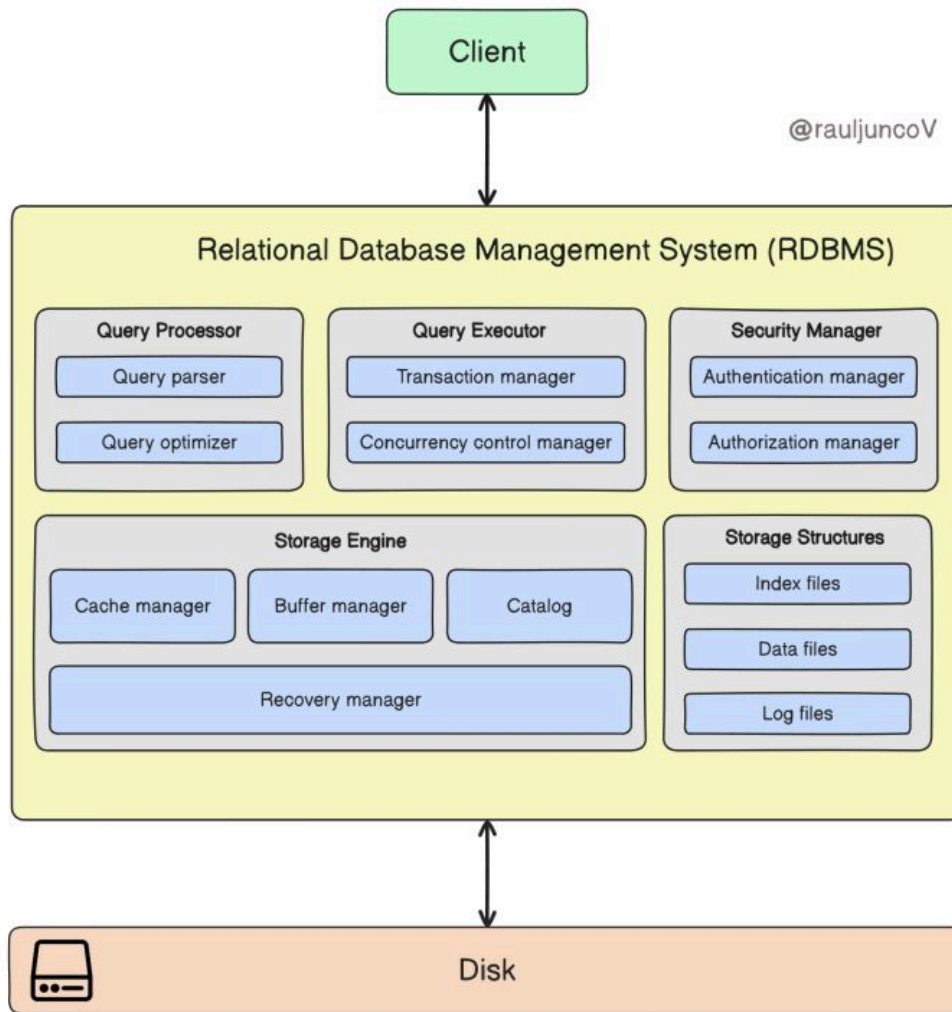 Client
@rauljuncoV
Relational Database Management System (RDBMS)
Query Processor
Query parser
Query optimizer
Query Executor
Transaction manager
Concurrency control manager
Security Manager
Authentication manager
Authorization manager
Storage Engine
Cache manager
Buffer manager
Catalog
Recovery manager
Storage Structures
Index files
Data files
Log files
Disk